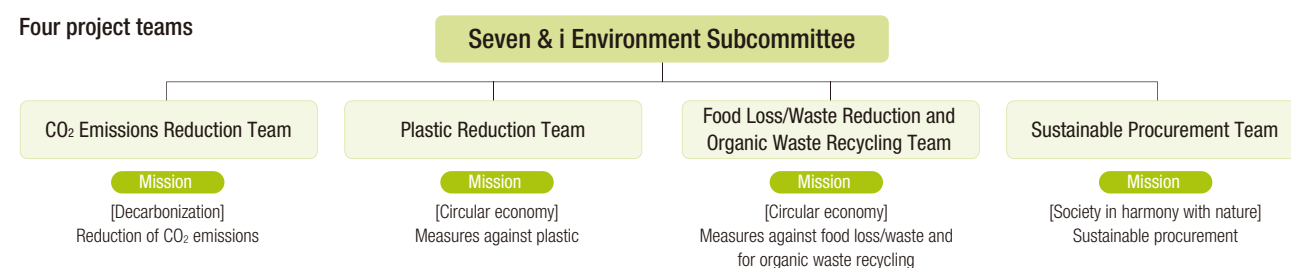 Four project teams
Seven & i Environment Subcommittee
CO₂ Emissions Reduction Team
Mission
[Decarbonization]
Reduction of CO₂ emissions
Plastic Reduction Team
Mission
[Circular economy]
Measures against plastic
Food Loss/Waste Reduction and
Organic Waste Recycling Team
Mission
[Circular economy]
Measures against food loss/waste and
for organic waste recycling
Sustainable Procurement Team
Mission
[Society in harmony with nature]
Sustainable procurement